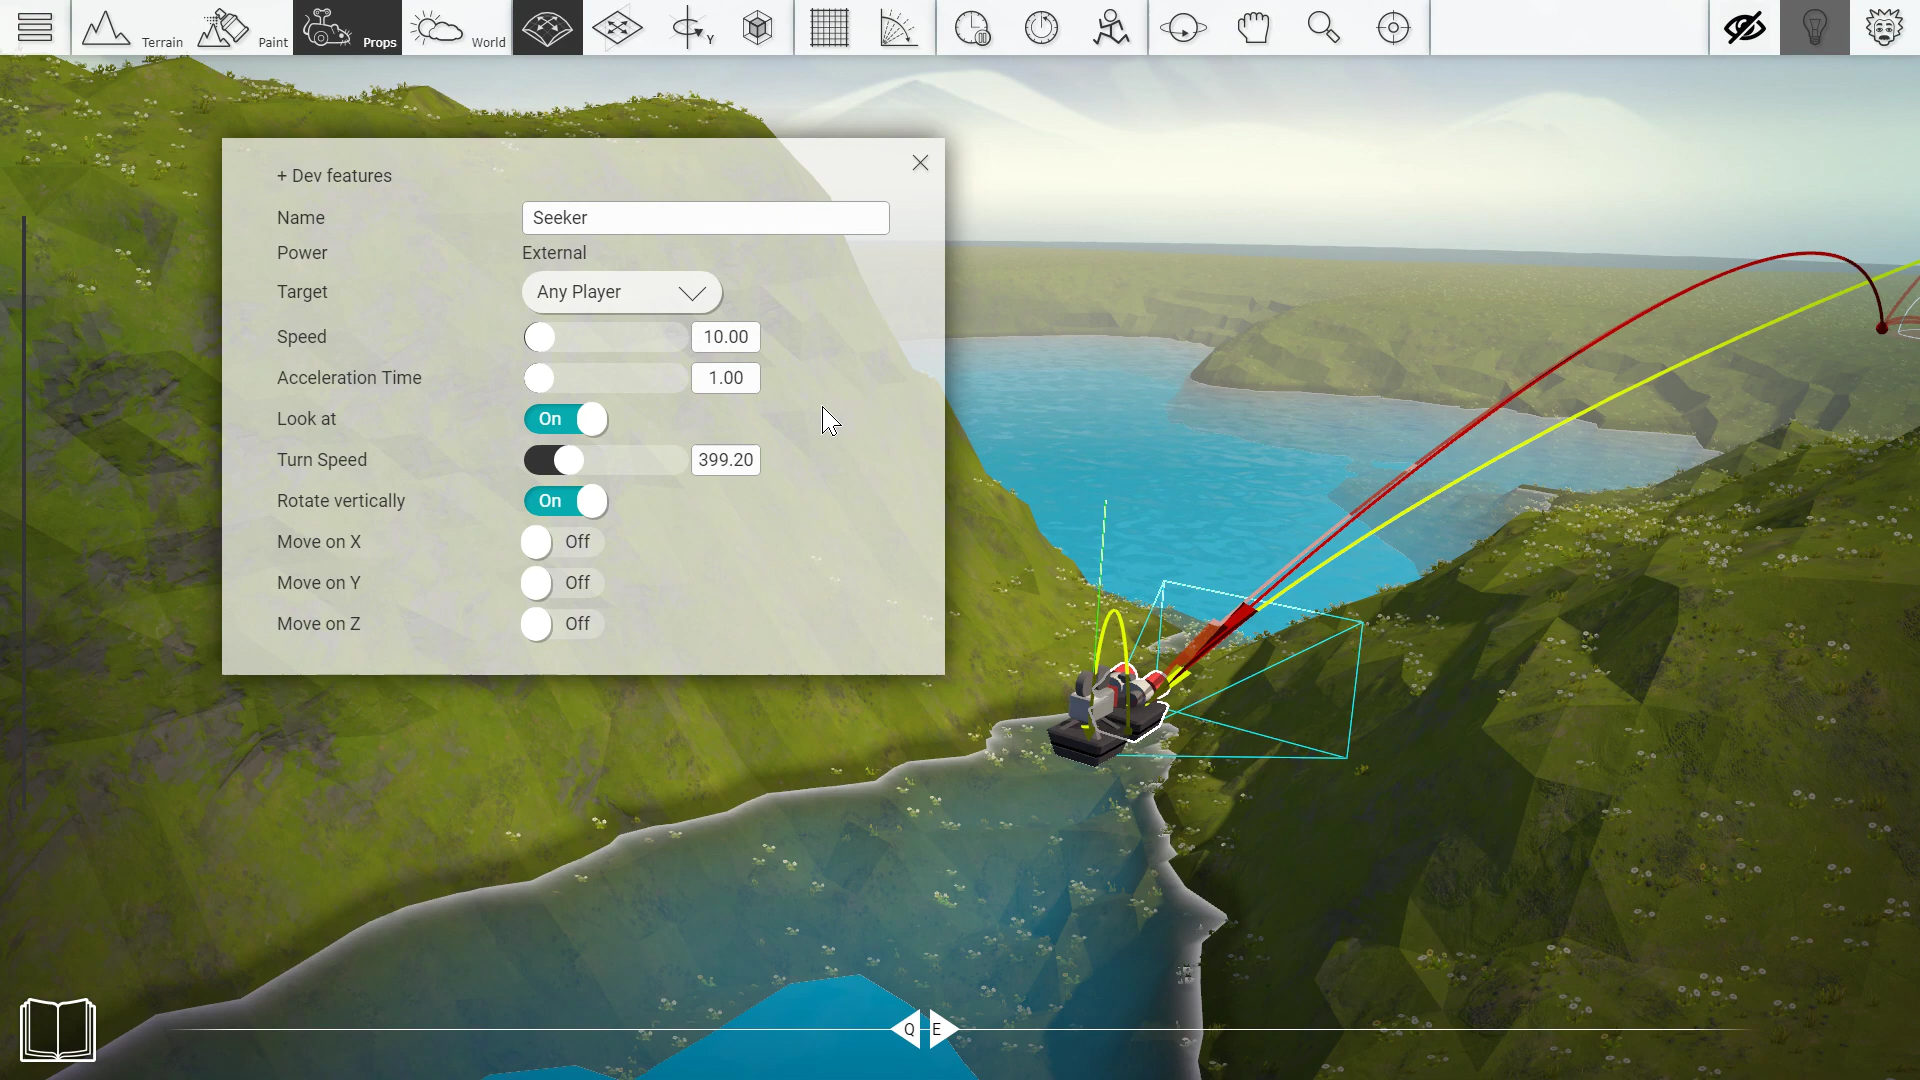 Terrain Paint Props World Y
+ Dev features
Name Seeker
Power External
Target Any Player
Speed 10.00
Acceleration Time 1.00
Look at On
Turn Speed 399.20
Rotate vertically On
Move on X Off
Move on Y Off
Move on Z Off
Q E